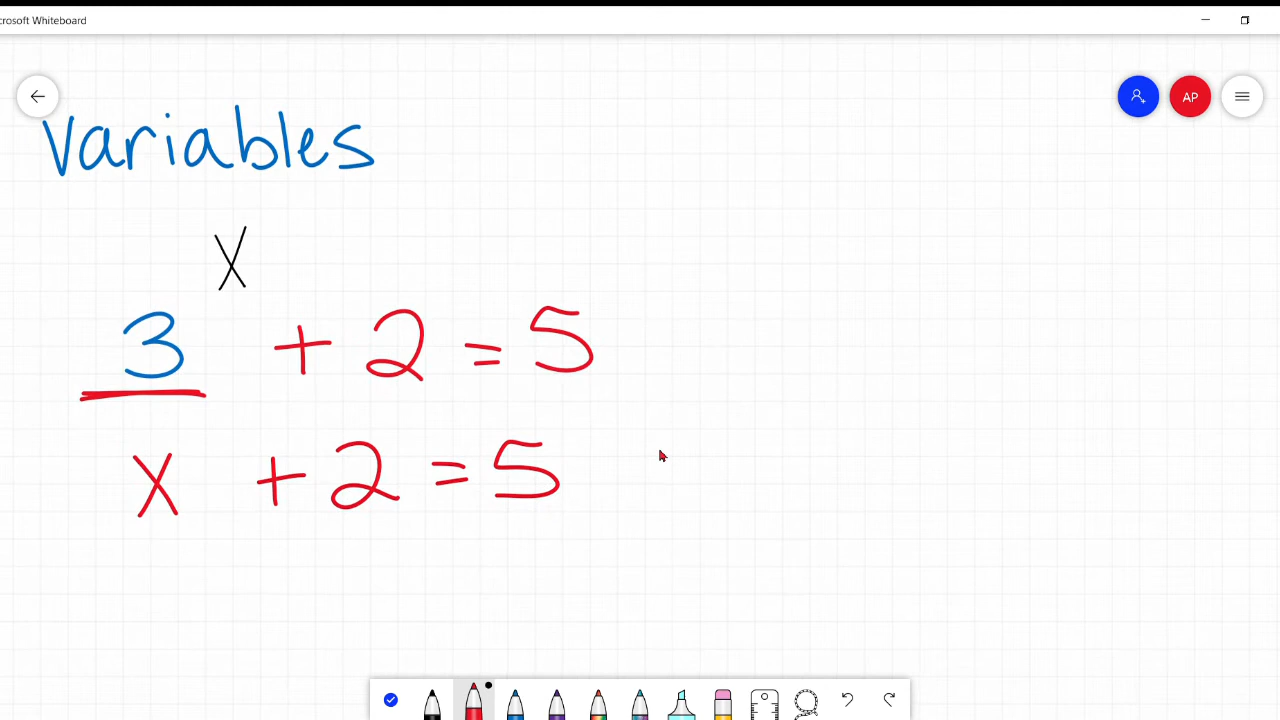 crosoft Whiteboard
AP
Variables
x
3 + 2 = 5
x + 2 = 5